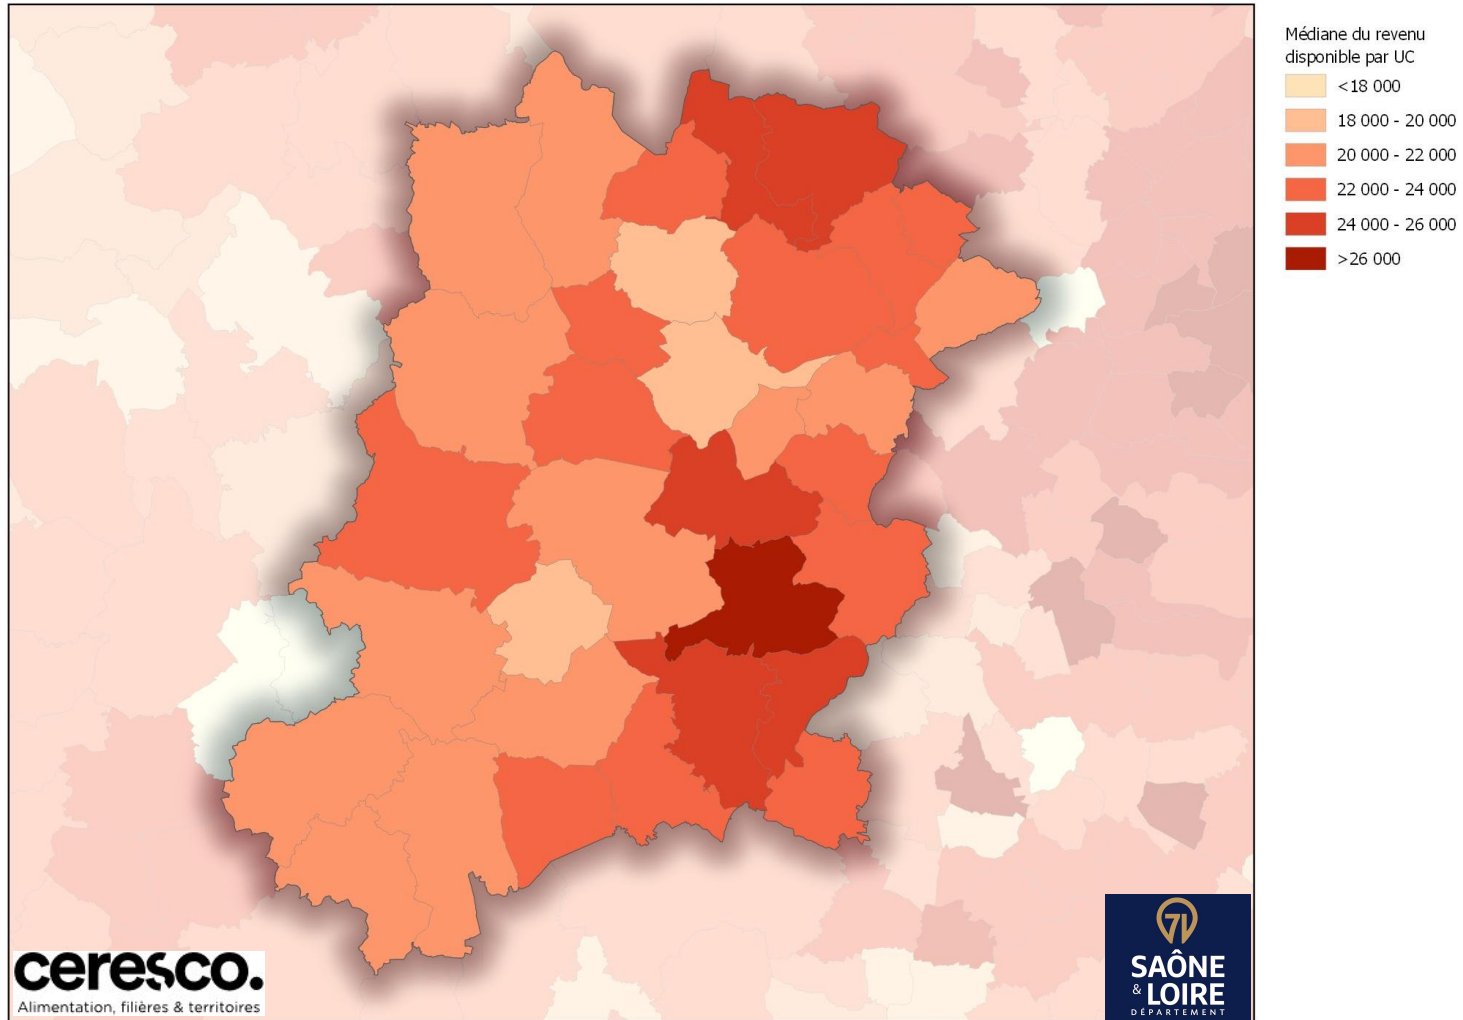 Médiane du revenu
disponible par UC
<18 000
18 000 - 20 000
20 000 - 22 000
22 000 - 24 000
24 000 - 26 000
>26 000
ceresco.
Alimentation, filières & territoires
71
SAÔNE
& LOIRE
DÉPARTEMENT